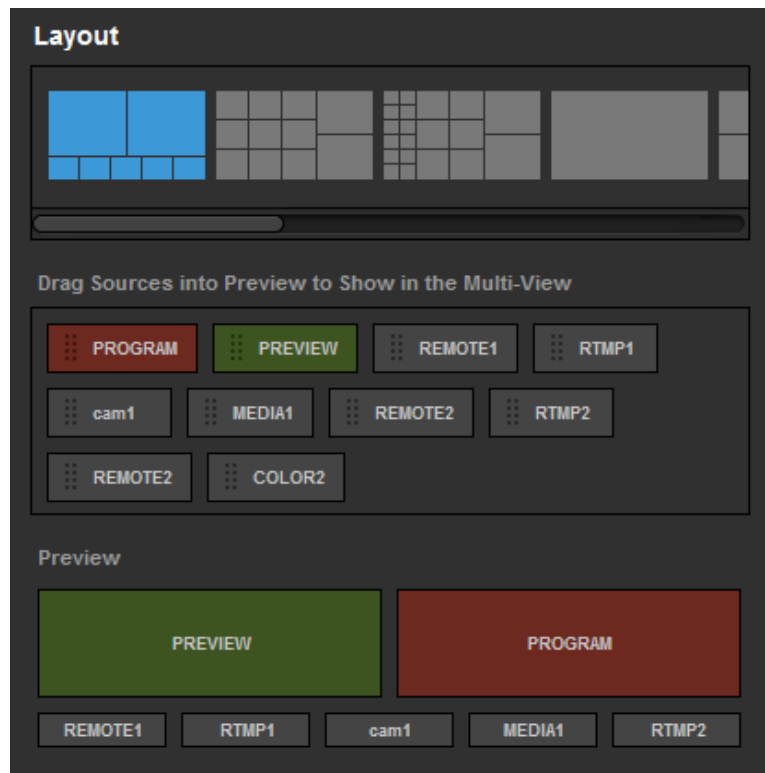 Layout
Drag Sources into Preview to Show in the Multi-View
PROGRAM PREVIEW REMOTE1 RTMP1
cam1 MEDIA1 REMOTE2 RTMP2
REMOTE2 COLOR2
Preview
PREVIEW PROGRAM
REMOTE1 RTMP1 cam1 MEDIA1 RTMP2